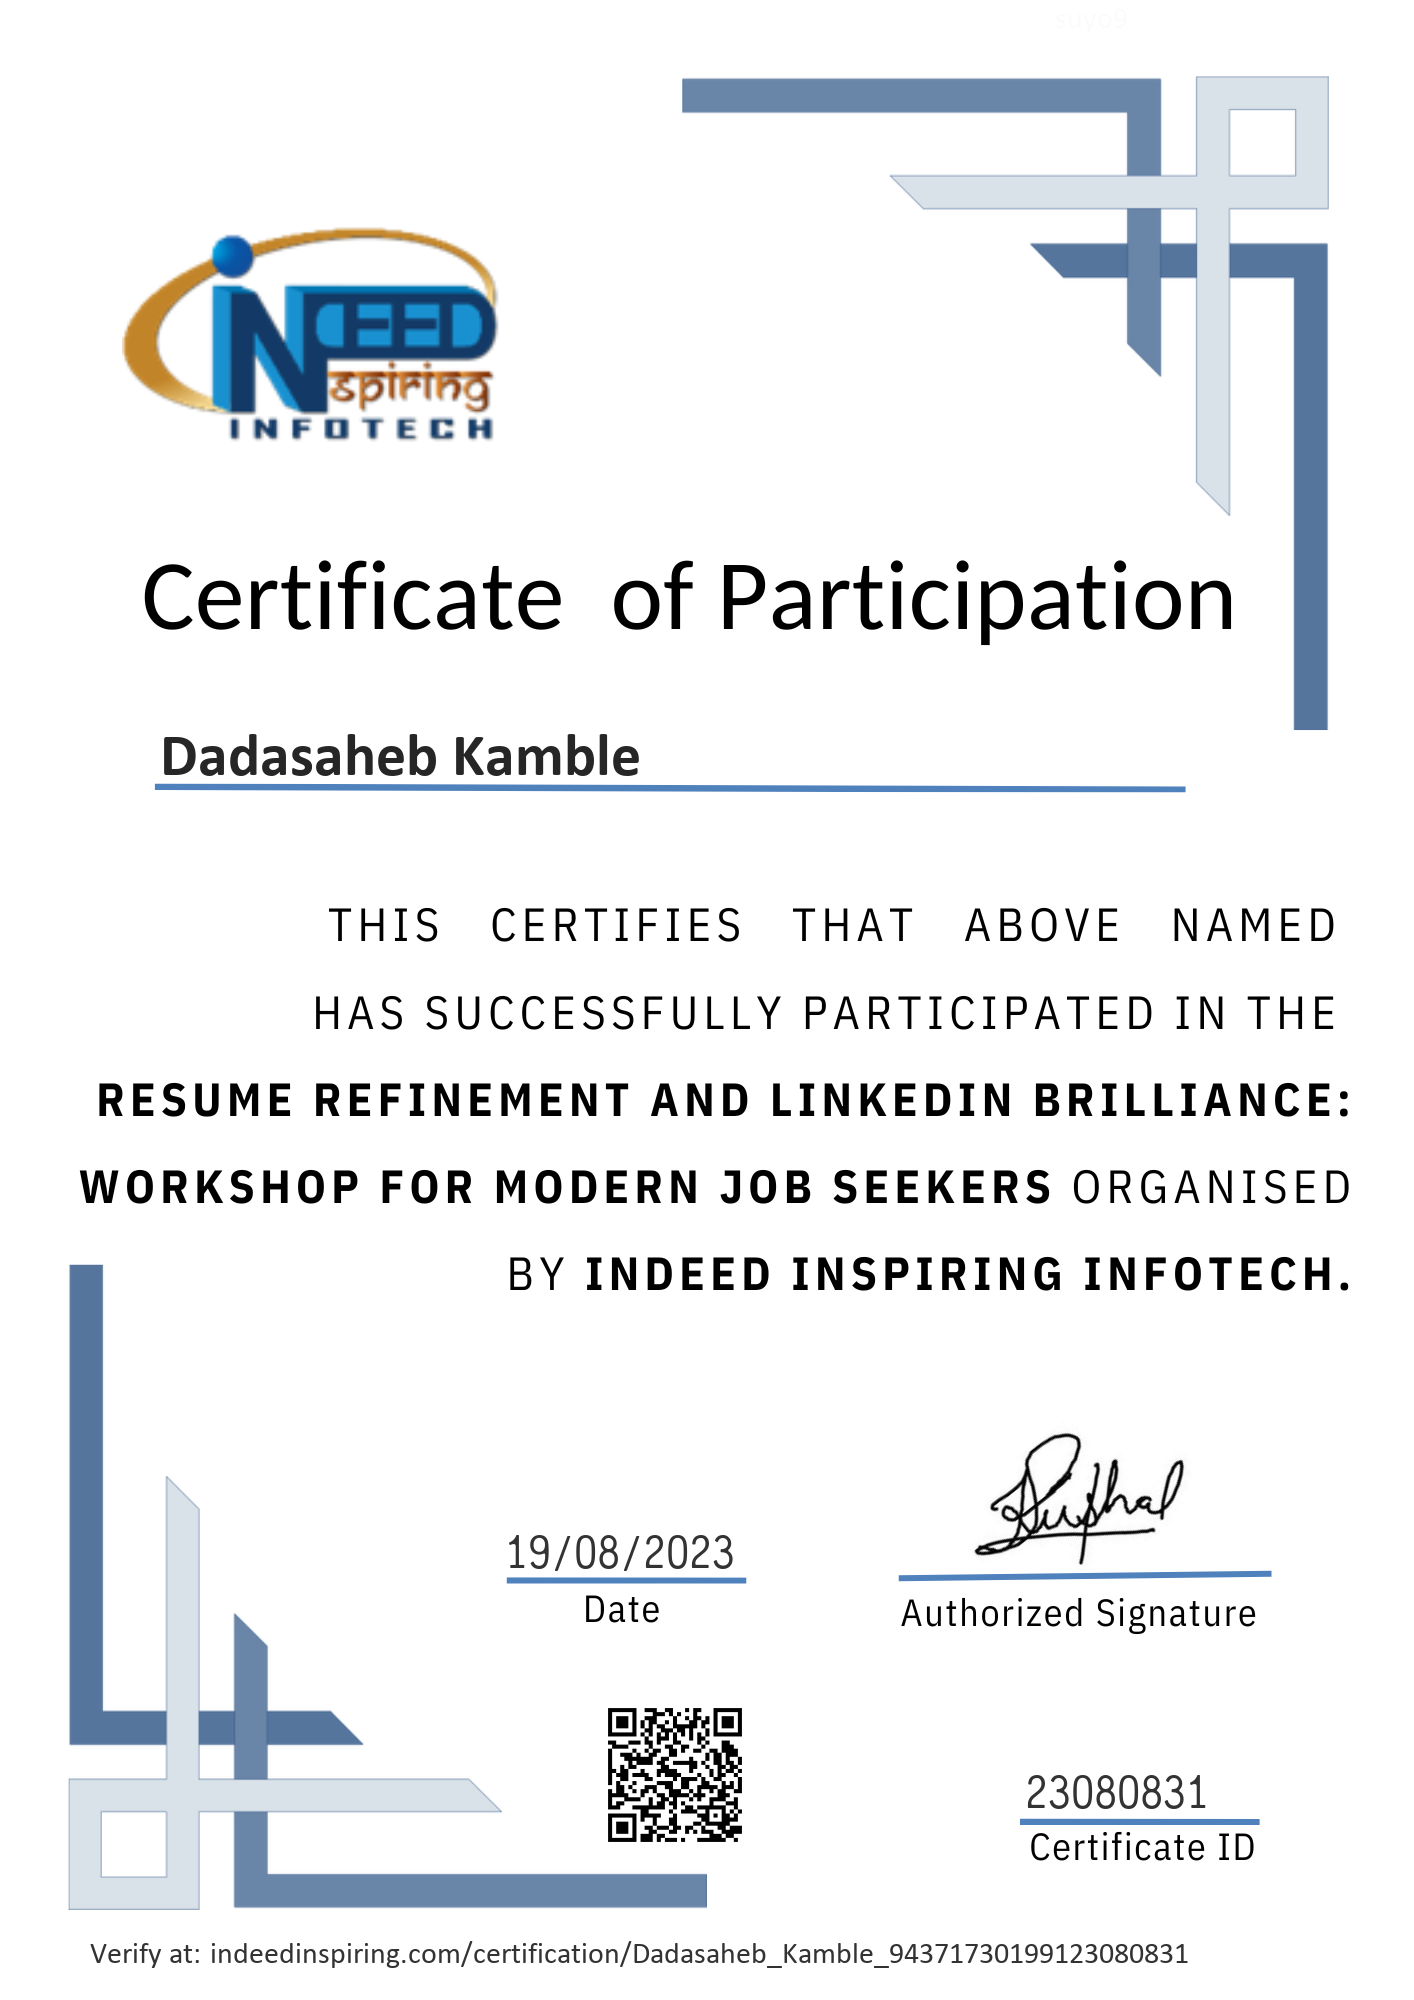 suyo9
iNDEED
Nspiring
INFOTECH
Certificate of Participation
Dadasaheb Kamble
THIS CERTIFIES THAT ABOVE NAMED
HAS SUCCESSFULLY PARTICIPATED IN THE
RESUME REFINEMENT AND LINKEDIN BRILLIANCE:
WORKSHOP FOR MODERN JOB SEEKERS ORGANISED
BY INDEED INSPIRING INFOTECH.
19/08/2023
Date
Authorized Signature
23080831
Certificate ID
Verify at: indeedinspiring.com/certification/Dadasaheb_Kamble_94371730199123080831